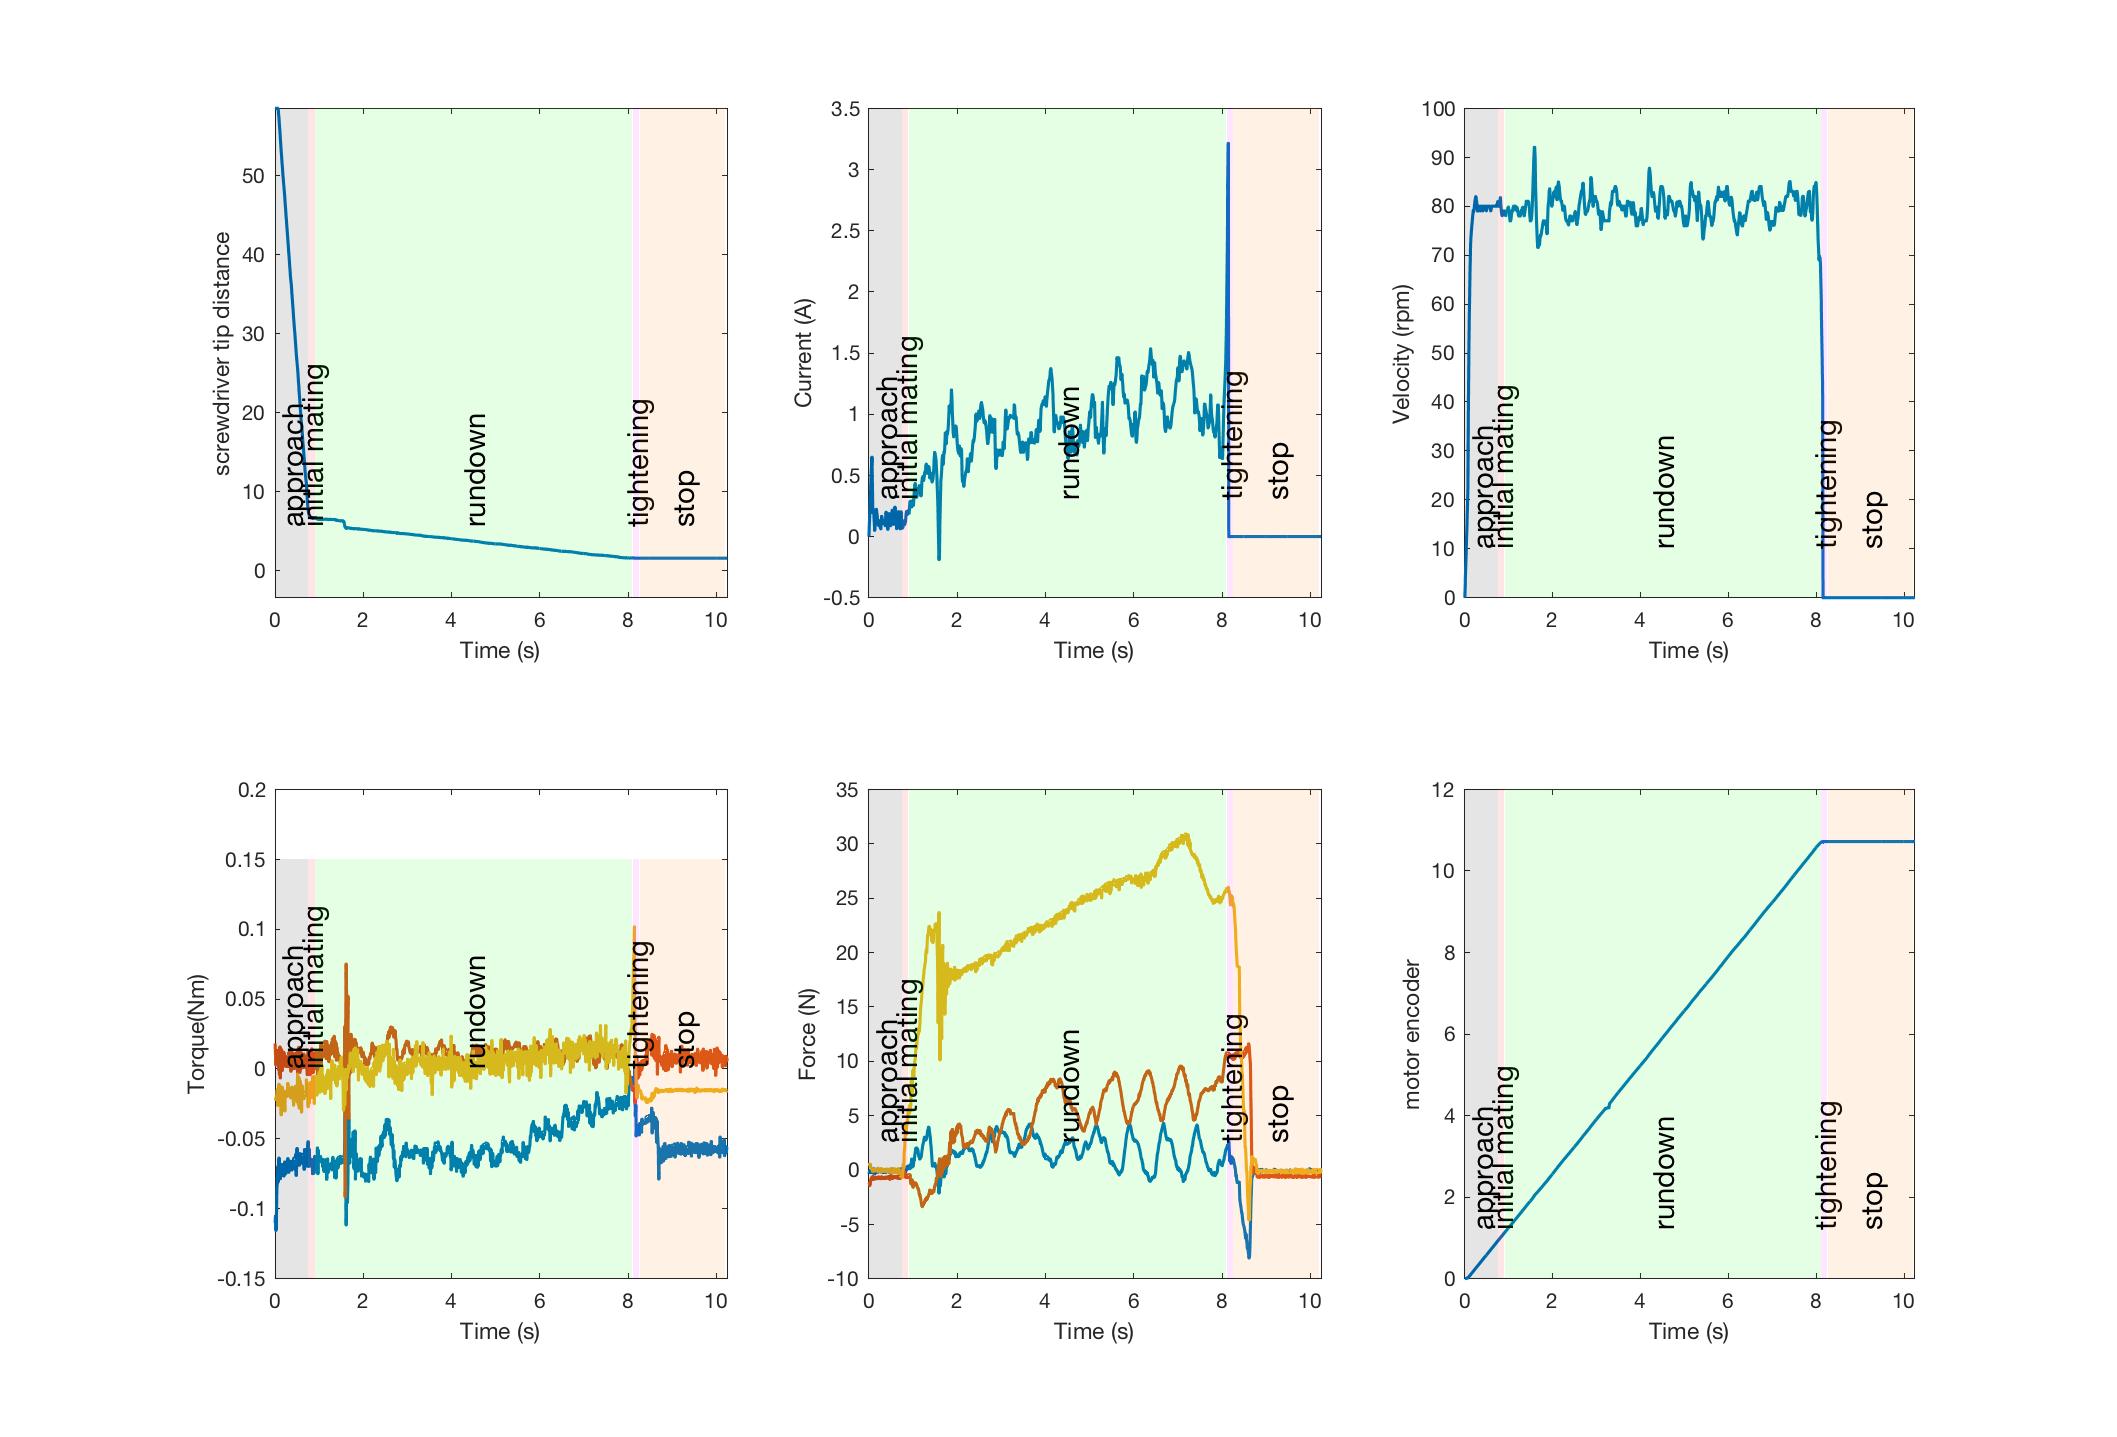 screwdriver tip distance
50
40
30
20
10
0
approach
initial mating
rundown
tightening
stop
0 2 4 6 8 10
Time (s)
Current (A)
3.5
3
2.5
2
1.5
1
0.5
0
-0.5
approach
initial mating
rundown
tightening
stop
0 2 4 6 8 10
Time (s)
Velocity (rpm)
100
90
80
70
60
50
40
30
20
10
0
approach
initial mating
rundown
tightening
stop
0 2 4 6 8 10
Time (s)
Torque(Nm)
0.2
0.15
0.1
0.05
0
-0.05
-0.1
-0.15
approach
initial mating
rundown
tightening
stop
0 2 4 6 8 10
Time (s)
Force (N)
35
30
25
20
15
10
5
0
-5
-10
approach
initial mating
rundown
tightening
stop
0 2 4 6 8 10
Time (s)
motor encoder
12
10
8
6
4
2
0
approach
initial mating
rundown
tightening
stop
0 2 4 6 8 10
Time (s)